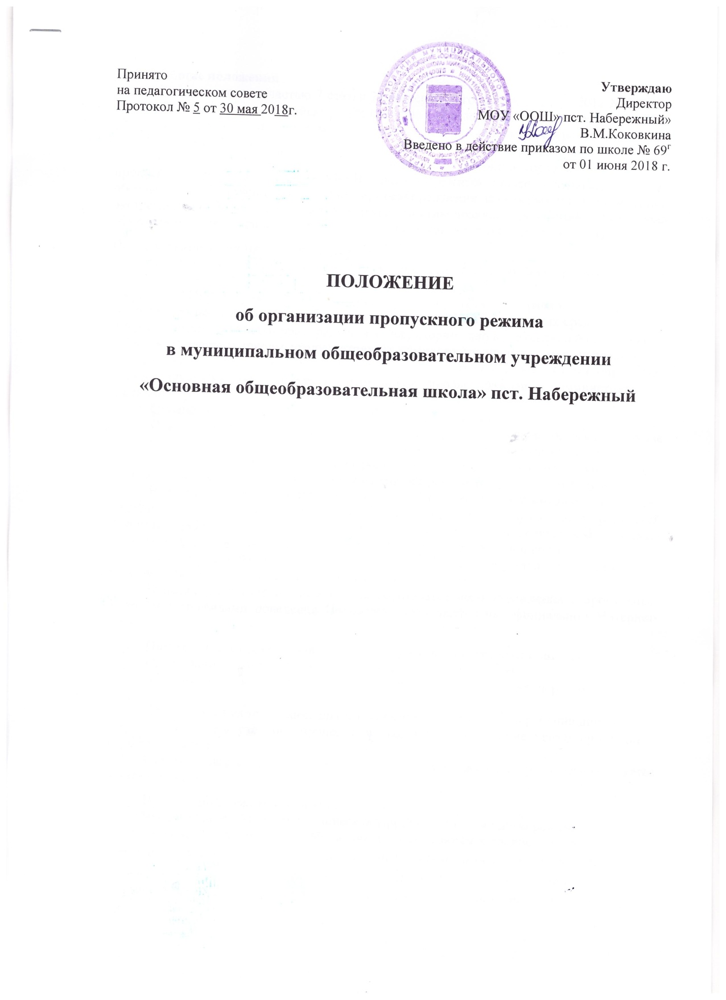 Принято
на педагогическом совете
Протокол № 5 от 30 мая 2018г.
Утверждаю
Директор
МОУ «ООШ» пст. Набережный»
В.М.Коковкина
Введено в действие приказом по школе № 69г
от 01 июня 2018 г.
ПОЛОЖЕНИЕ
об организации пропускного режима
в муниципальном общеобразовательном учреждении
«Основная общеобразовательная школа» пст. Набережный